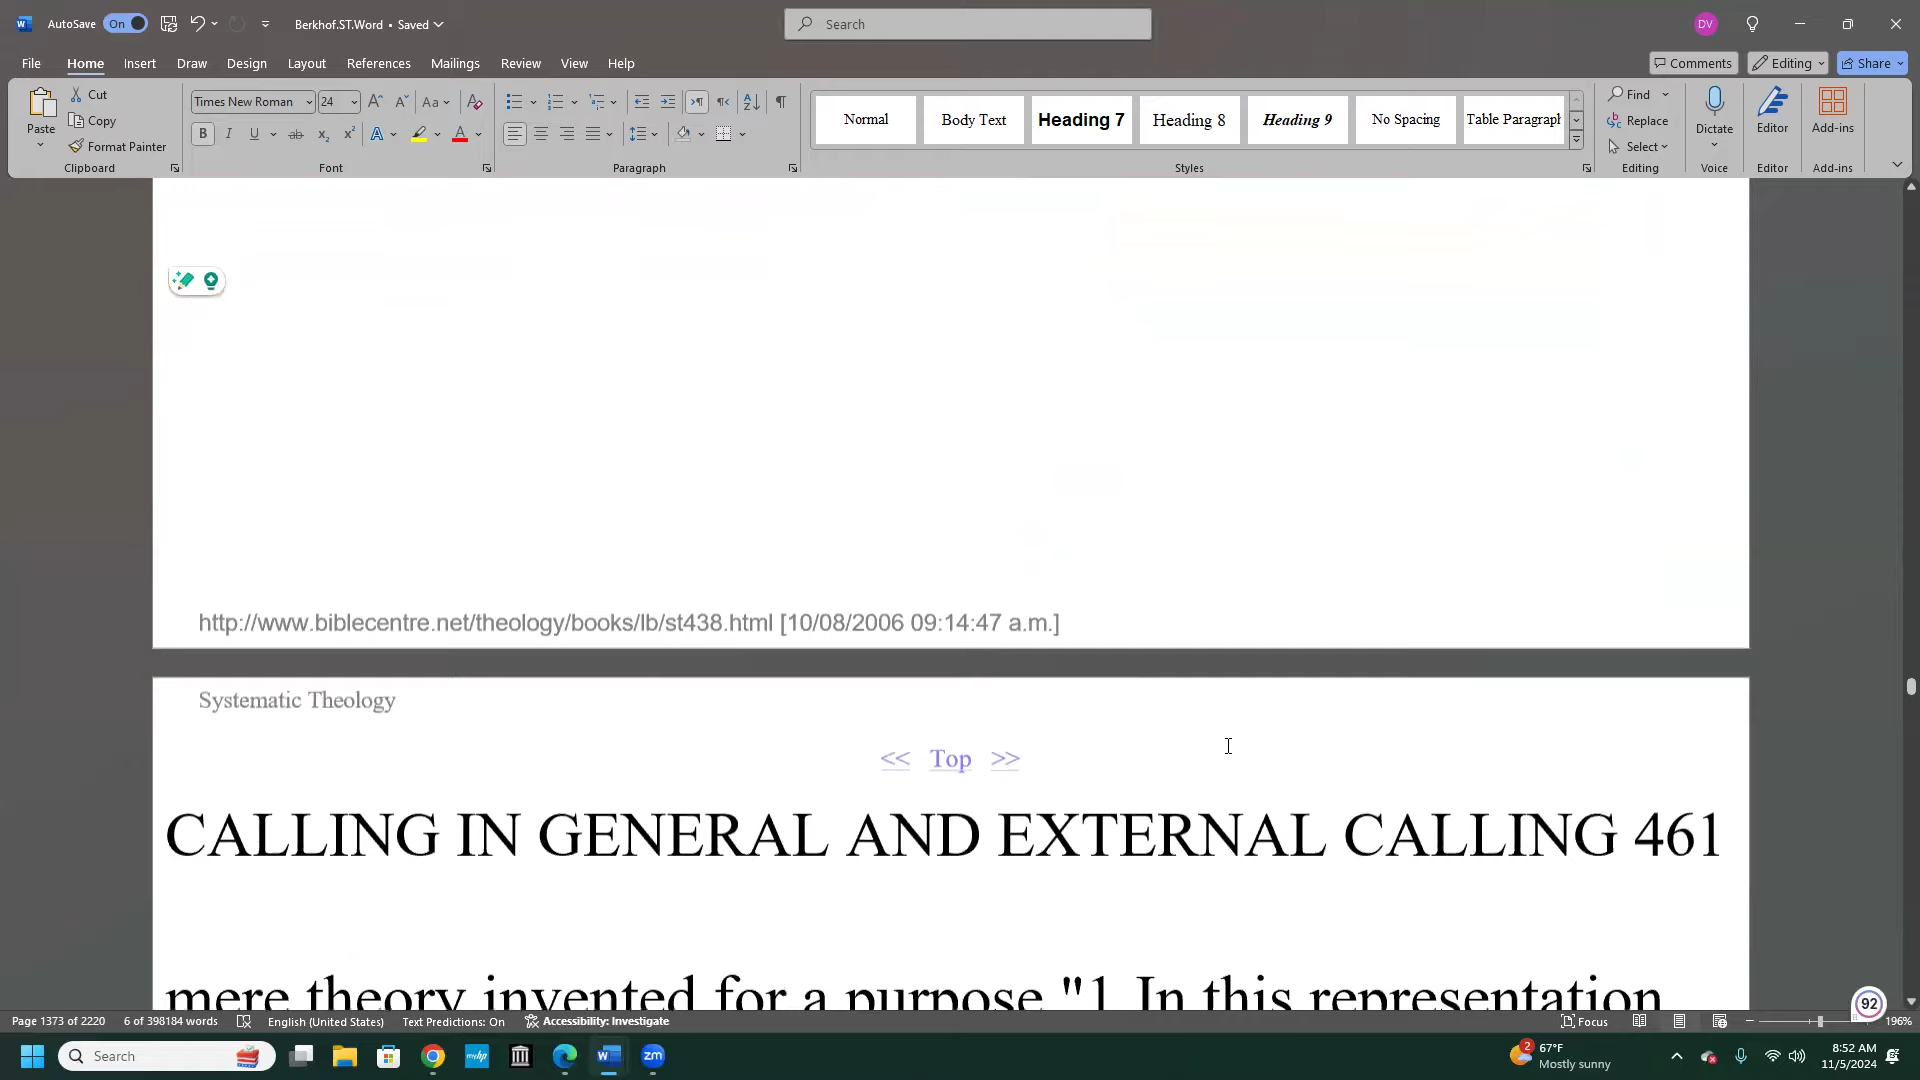 AutoSave On Berkhof.ST.Word • Saved Search DV
File Home Insert Draw Design Layout References Mailings Review View Help Comments Editing Share
Paste Cut Copy Format Painter
Clipboard
Times New Roman 24
Font
Paragraph
Normal Body Text Heading 7 Heading 8 Heading 9 No Spacing Table Paragraph
Styles
Find Replace Select
Editing
Dictate
Voice
Editor
Editor
Add-ins
Add-ins
http://www.biblecentre.net/theology/books/lb/st438.html [10/08/2006 09:14:47 a.m.]
Systematic Theology
<< Top >>
CALLING IN GENERAL AND EXTERNAL CALLING 461
mere theory invented for a purpose."1 In this representation
92
Page 1373 of 2220 6 of 398184 words English (United States) Text Predictions: On Accessibility: Investigate Focus 196%
Search myhp W zm 2 67°F Mostly sunny 8:52 AM 11/5/2024